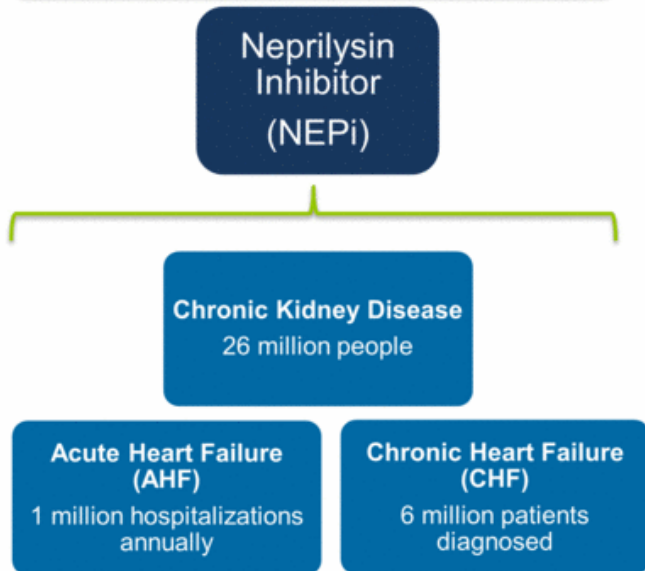 Neprilysin
Inhibitor
(NEPi)
Chronic Kidney Disease
26 million people
Acute Heart Failure
(AHF)
1 million hospitalizations
annually
Chronic Heart Failure
(CHF)
6 million patients
diagnosed